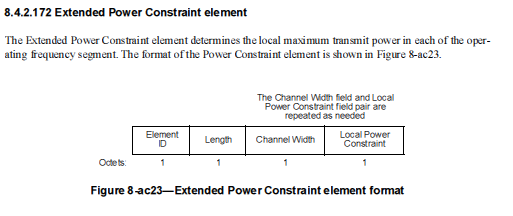 8.4.2.172 Extended Power Constraint element
The Extended Power Constraint element determines the local maximum transmit power in each of the oper-
ating frequency segment. The format of the Power Constraint element is shown in Figure 8-ac23.
The Channel Width field and Local
Power Constraint field pair are
repeated as needed
Element
ID
Length
Channel Width
Local Power
Constraint
Octets:
1
1
1
1
Figure 8-ac23—Extended Power Constraint element format